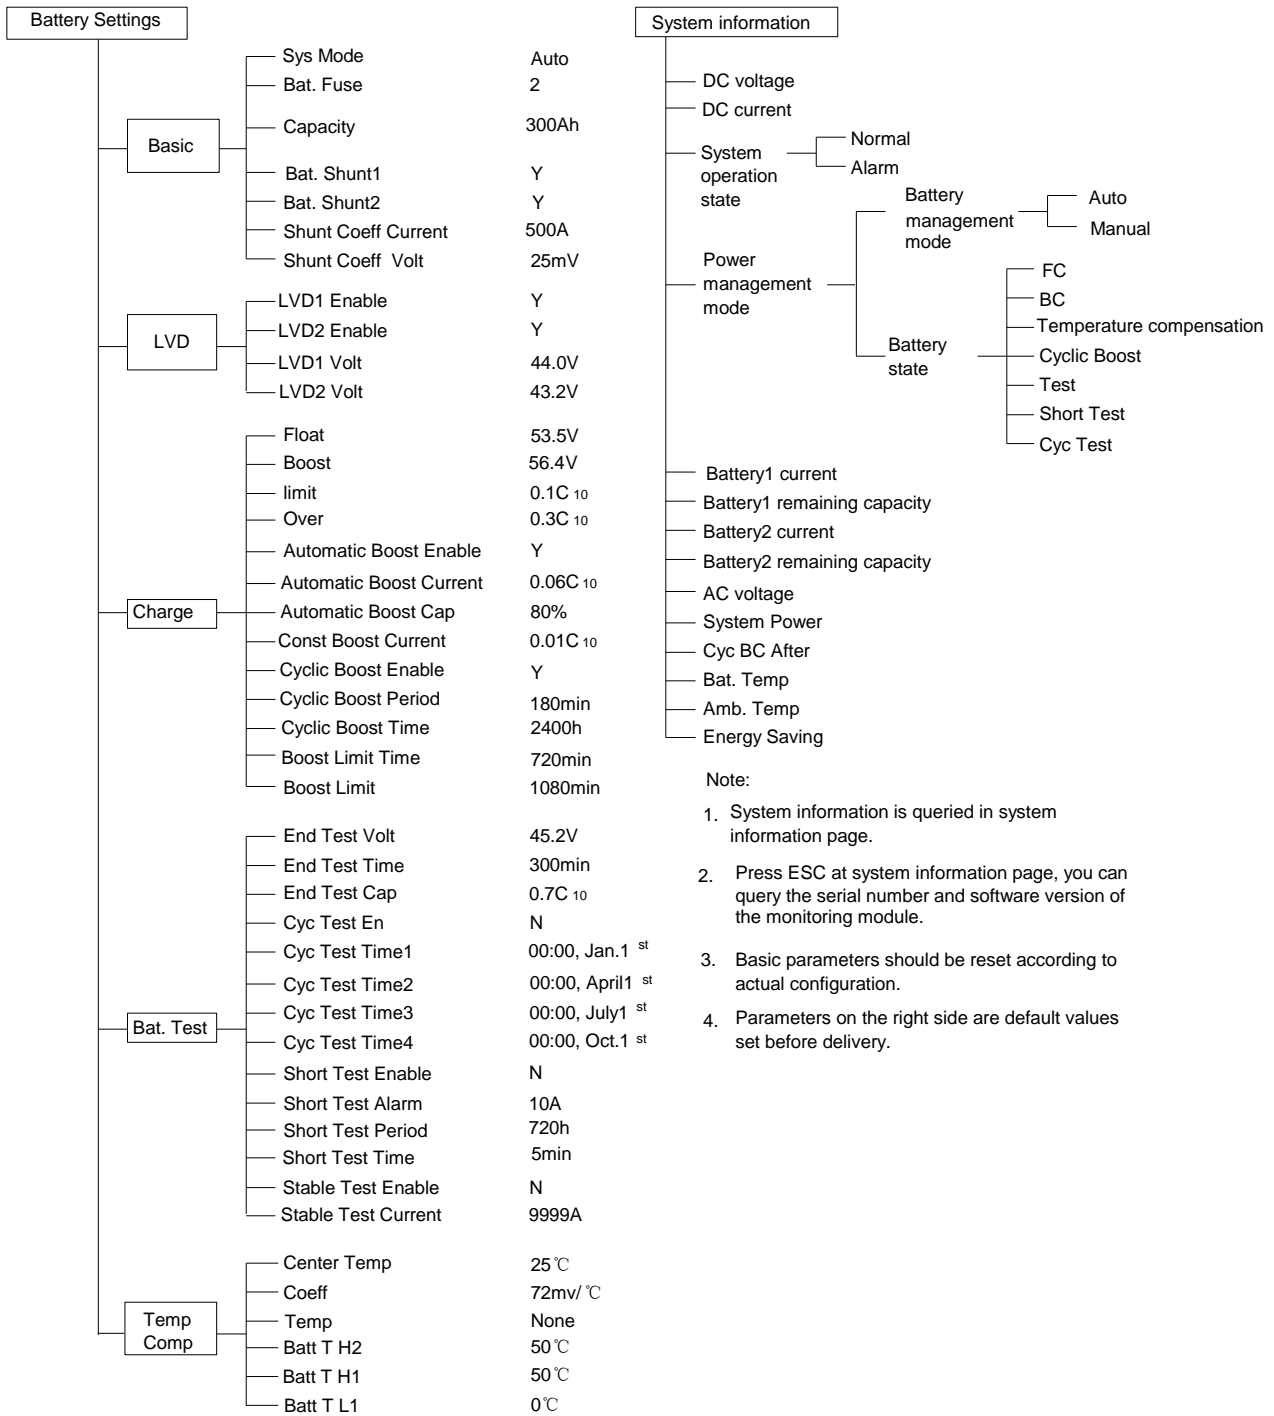 Battery Settings
Basic
Sys Mode Auto
Bat. Fuse 2
Capacity 300Ah
Bat. Shunt1 Y
Bat. Shunt2 Y
Shunt Coeff Current 500A
Shunt Coeff Volt 25mV
LVD
LVD1 Enable Y
LVD2 Enable Y
LVD1 Volt 44.0V
LVD2 Volt 43.2V
Charge
Float 53.5V
Boost 56.4V
limit 0.1C 10
Over 0.3C 10
Automatic Boost Enable Y
Automatic Boost Current 0.06C 10
Automatic Boost Cap 80%
Const Boost Current 0.01C 10
Cyclic Boost Enable Y
Cyclic Boost Period 180min
Cyclic Boost Time 2400h
Boost Limit Time 720min
Boost Limit 1080min
Bat. Test
End Test Volt 45.2V
End Test Time 300min
End Test Cap 0.7C 10
Cyc Test En N
Cyc Test Time1 00:00, Jan.1 st
Cyc Test Time2 00:00, April1 st
Cyc Test Time3 00:00, July1 st
Cyc Test Time4 00:00, Oct.1 st
Short Test Enable N
Short Test Alarm 10A
Short Test Period 720h
Short Test Time 5min
Stable Test Enable N
Stable Test Current 9999A
Temp
Comp
Center Temp 25℃
Coeff 72mv/℃
Temp None
Batt T H2 50℃
Batt T H1 50℃
Batt T L1 0℃
System information
DC voltage
DC current
System
operation
state
Normal
Alarm
Power
management
mode
Battery
management
mode
Auto
Manual
Battery
state
FC
BC
Temperature compensation
Cyclic Boost
Test
Short Test
Cyc Test
Battery1 current
Battery1 remaining capacity
Battery2 current
Battery2 remaining capacity
AC voltage
System Power
Cyc BC After
Bat. Temp
Amb. Temp
Energy Saving
Note:
1. System information is queried in system
information page.
2. Press ESC at system information page, you can
query the serial number and software version of
the monitoring module.
3. Basic parameters should be reset according to
actual configuration.
4. Parameters on the right side are default values
set before delivery.